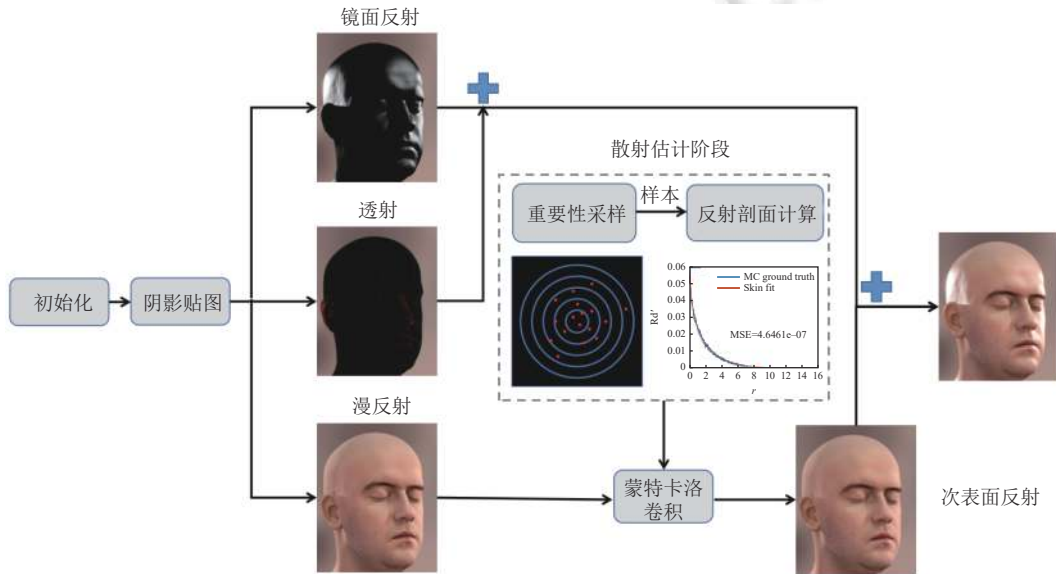 镜面反射
散射估计阶段
重要性采样
样本
反射剖面计算
透射
初始化
阴影贴图
0.06
0.05
0.04
0.03
0.02
0.01
0
Rd'
MC ground truth
Skin fit
MSE=4.6461e–07
0 2 4 6 8 10 12 14 16
r
漫反射
蒙特卡洛
卷积
次表面反射